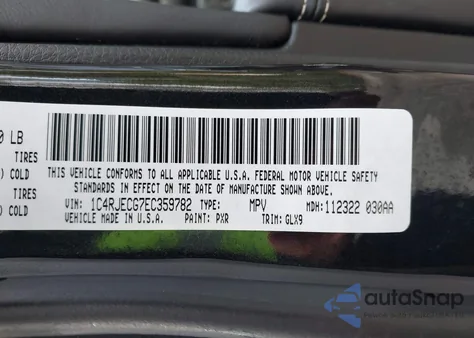 0 LB
TIRES
COLD
TIRES
COLD
THIS VEHICLE CONFORMS TO ALL APPLICABLE U.S.A. FEDERAL MOTOR VEHICLE SAFETY
STANDARDS IN EFFECT ON THE DATE OF MANUFACTURE SHOWN ABOVE.
VIN: 1C4RJECG7EC359782 TYPE: MPV MDH: 112322 030AA
VEHICLE MADE IN U.S.A. PAINT: PXR TRIM: GLX9
autoSnap